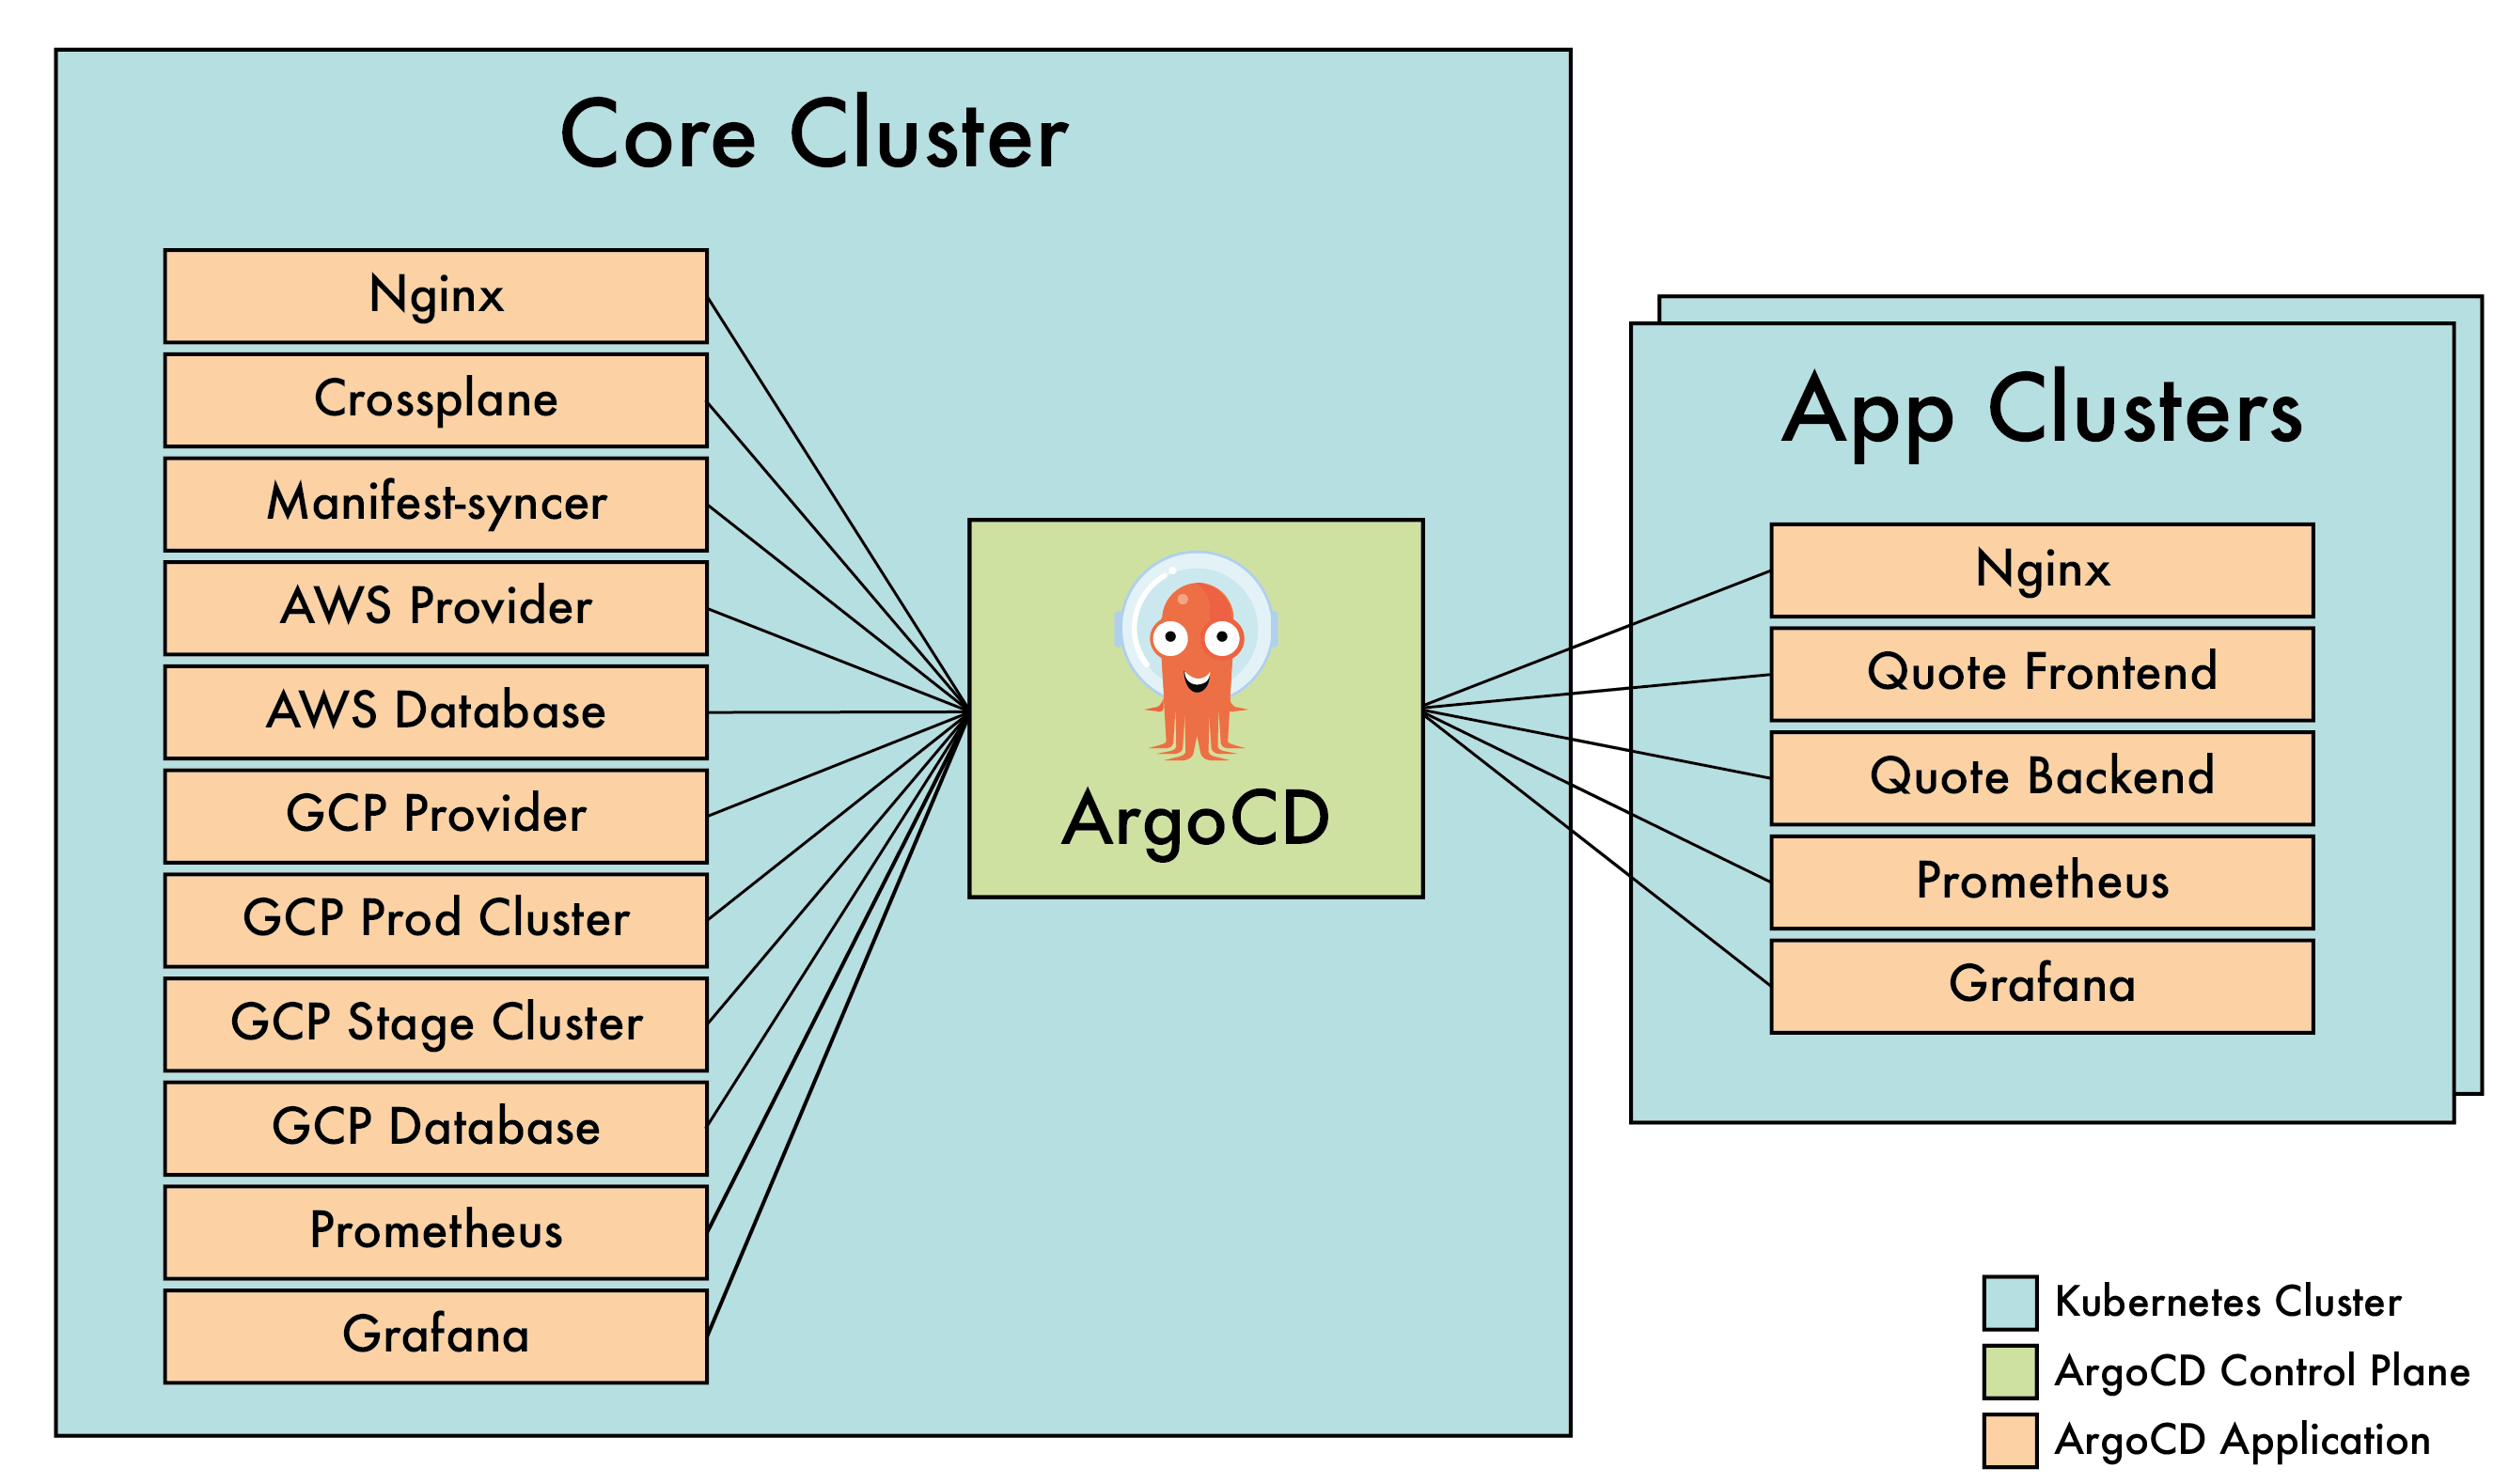 Core Cluster
Nginx
Crossplane
Manifest-syncer
AWS Provider
AWS Database
GCP Provider
GCP Prod Cluster
GCP Stage Cluster
GCP Database
Prometheus
Grafana
ArgoCD
App Clusters
Nginx
Quote Frontend
Quote Backend
Prometheus
Grafana
Kubernetes Cluster
ArgoCD Control Plane
ArgoCD Application